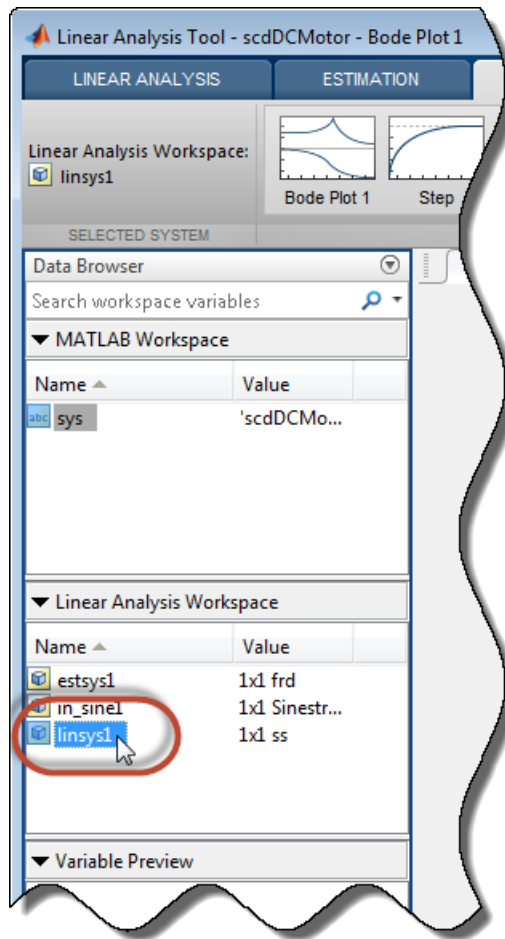 Linear Analysis Tool - scdDCMotor - Bode Plot 1
LINEAR ANALYSIS ESTIMATION
Linear Analysis Workspace:
linsys1
Bode Plot 1 Step
SELECTED SYSTEM
Data Browser
Search workspace variables
MATLAB Workspace
Name Value
abc sys 'scdDCMo...
Linear Analysis Workspace
Name Value
estsys1 1x1 frd
in_sine1 1x1 Sinestr...
linsys1 1x1 ss
Variable Preview